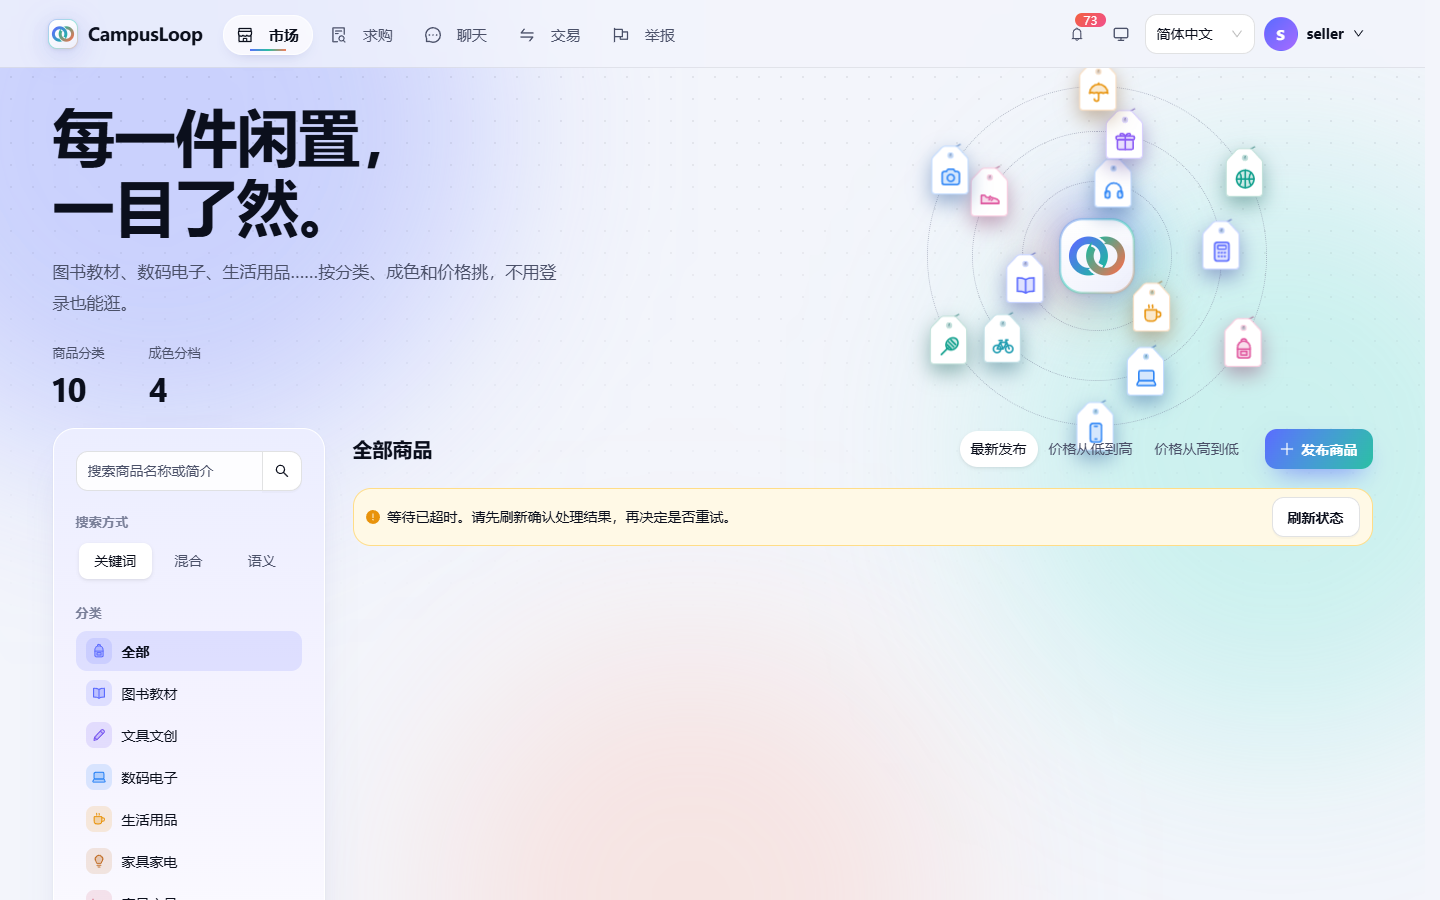 CampusLoop
市场
求购
聊天
交易
举报
73
简体中文
S
seller
每一件闲置，
一目了然。
图书教材、数码电子、生活用品……按分类、成色和价格挑，不用登
录也能逛。
商品分类
成色分档
10
4
搜索商品名称或简介
搜索方式
关键词
混合
语义
分类
全部
图书教材
文具文创
数码电子
生活用品
家具家电
全部商品
最新发布
价格从低到高
价格从高到低
发布商品
等待已超时。请先刷新确认处理结果，再决定是否重试。
刷新状态